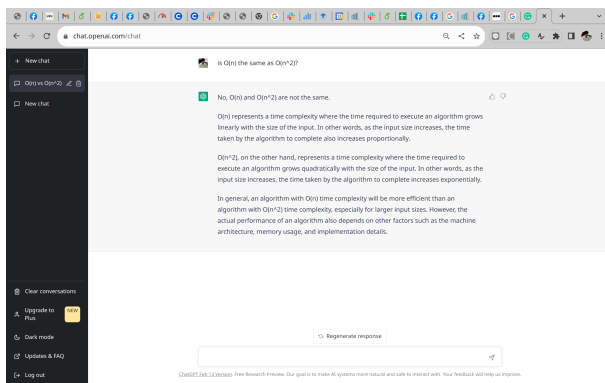 chat.openai.com/chat
+ New chat
O(n) vs O(n^2)
New chat
is O(n) the same as O(n^2)?
No, O(n) and O(n^2) are not the same.
O(n) represents a time complexity where the time required to execute an algorithm grows
linearly with the size of the input. In other words, as the input size increases, the time
taken by the algorithm to complete also increases proportionally.
O(n^2), on the other hand, represents a time complexity where the time required to
execute an algorithm grows quadratically with the size of the input. In other words, as the
input size increases, the time taken by the algorithm to complete increases exponentially.
In general, an algorithm with O(n) time complexity will be more efficient than an
algorithm with O(n^2) time complexity, especially for larger input sizes. However, the
actual performance of an algorithm also depends on other factors such as the machine
architecture, memory usage, and implementation details.
Clear conversations
Upgrade to
Plus
NEW
Dark mode
Updates & FAQ
Log out
Regenerate response
ChatGPT Feb 13 Version. Free Research Preview. Our goal is to make AI systems more natural and safe to interact with. Your feedback will help us improve.